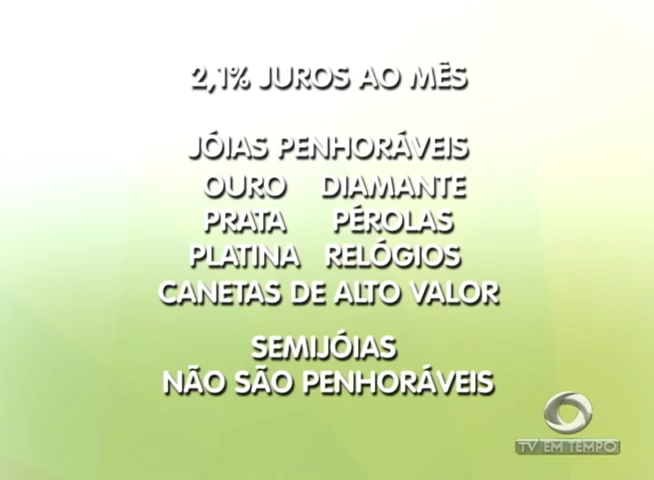 2,1% JUROS AO MÊS
JÓIAS PENHORÁVEIS
OURO DIAMANTE
PRATA PÉROLAS
PLATINA RELÓGIOS
CANETAS DE ALTO VALOR
SEMIJÓIAS
NÃO SÃO PENHORÁVEIS
TV EM TEMPO